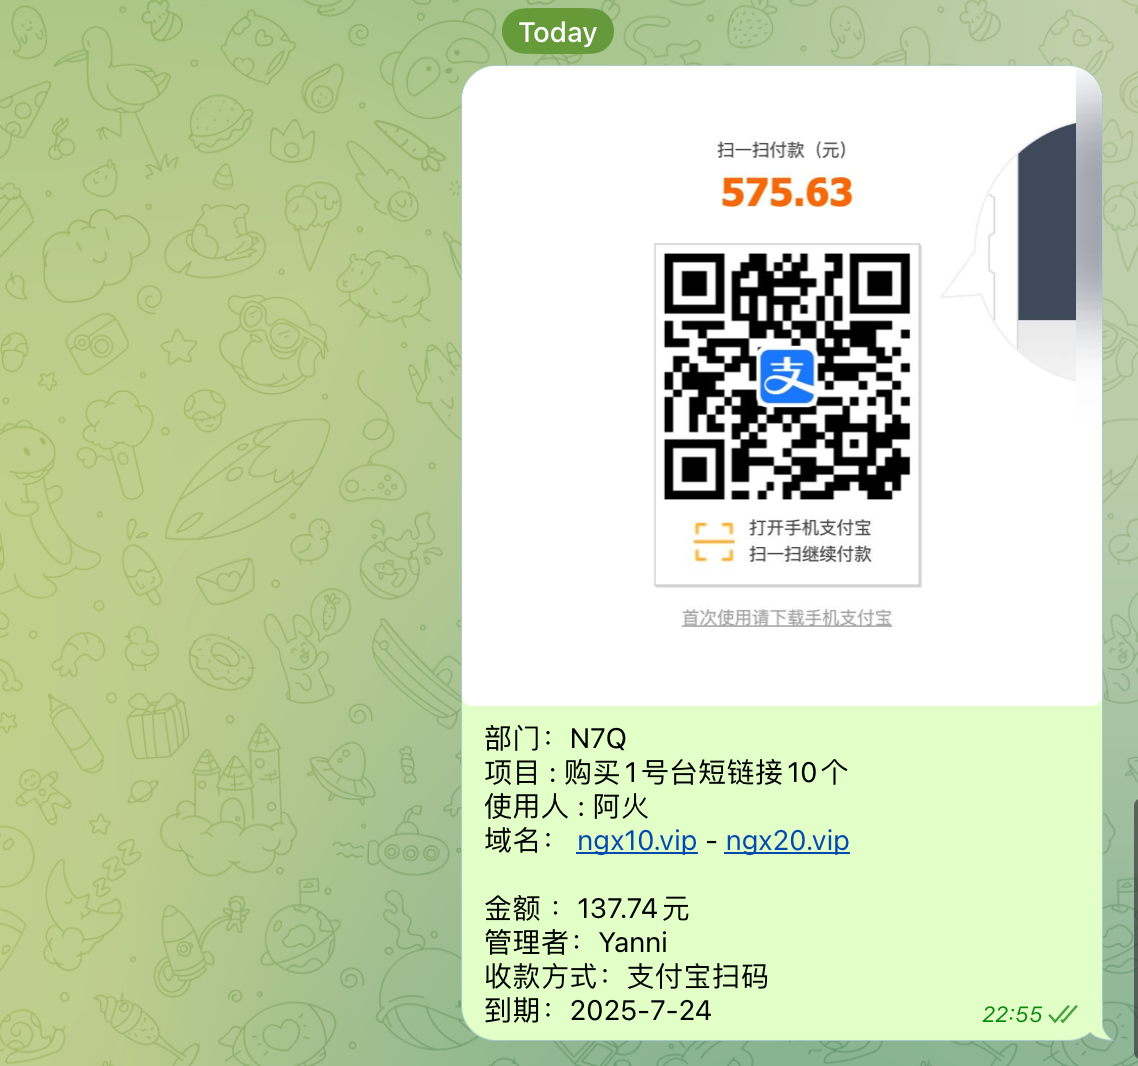 Today
扫一扫付款（元）
575.63
支
打开手机支付宝
扫一扫继续付款
首次使用请下载手机支付宝
部门：N7Q
项目 : 购买1号台短链接10个
使用人 : 阿火
域名： ngx10.vip - ngx20.vip
金额 ：137.74元
管理者：Yanni
收款方式：支付宝扫码
到期：2025-7-24
22:55